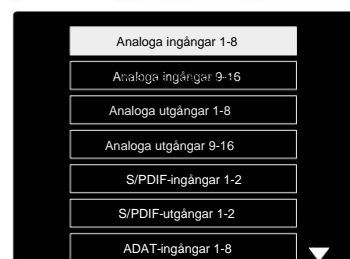 Analoga ingångar 1-8
Analoga ingångar 9-16
Analoga utgångar 1-8
Analoga utgångar 9-16
S/PDIF-ingångar 1-2
S/PDIF-utgångar 1-2
ADAT-ingångar 1-8